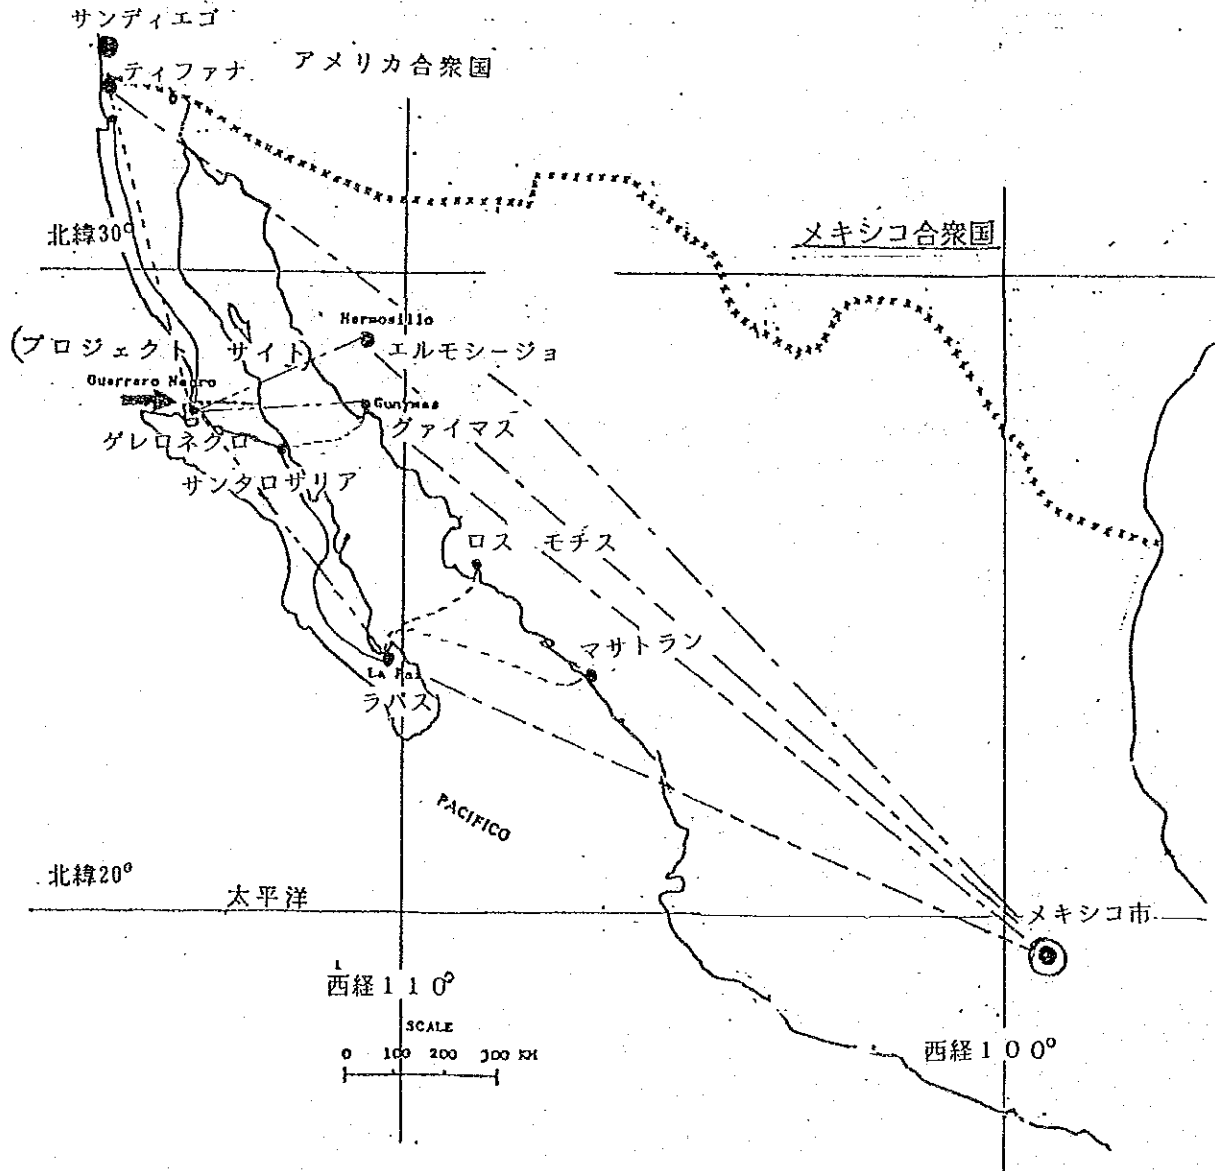 サンディエゴ
ティファナ
アメリカ合衆国
北緯30°
メキシコ合衆国
Hermosillo
(プロジェクト サイト)
エルモシージョ
Guerrero Negro
Guaymas
ゲレロネグロ
グァイマス
サンタロザリア
ロス モチス
マサトラン
La Paz
ラパス
PACIFICO
北緯20°
太平洋
メキシコ市
西経110°
SCALE
0 100 200 300 KM
西経100°